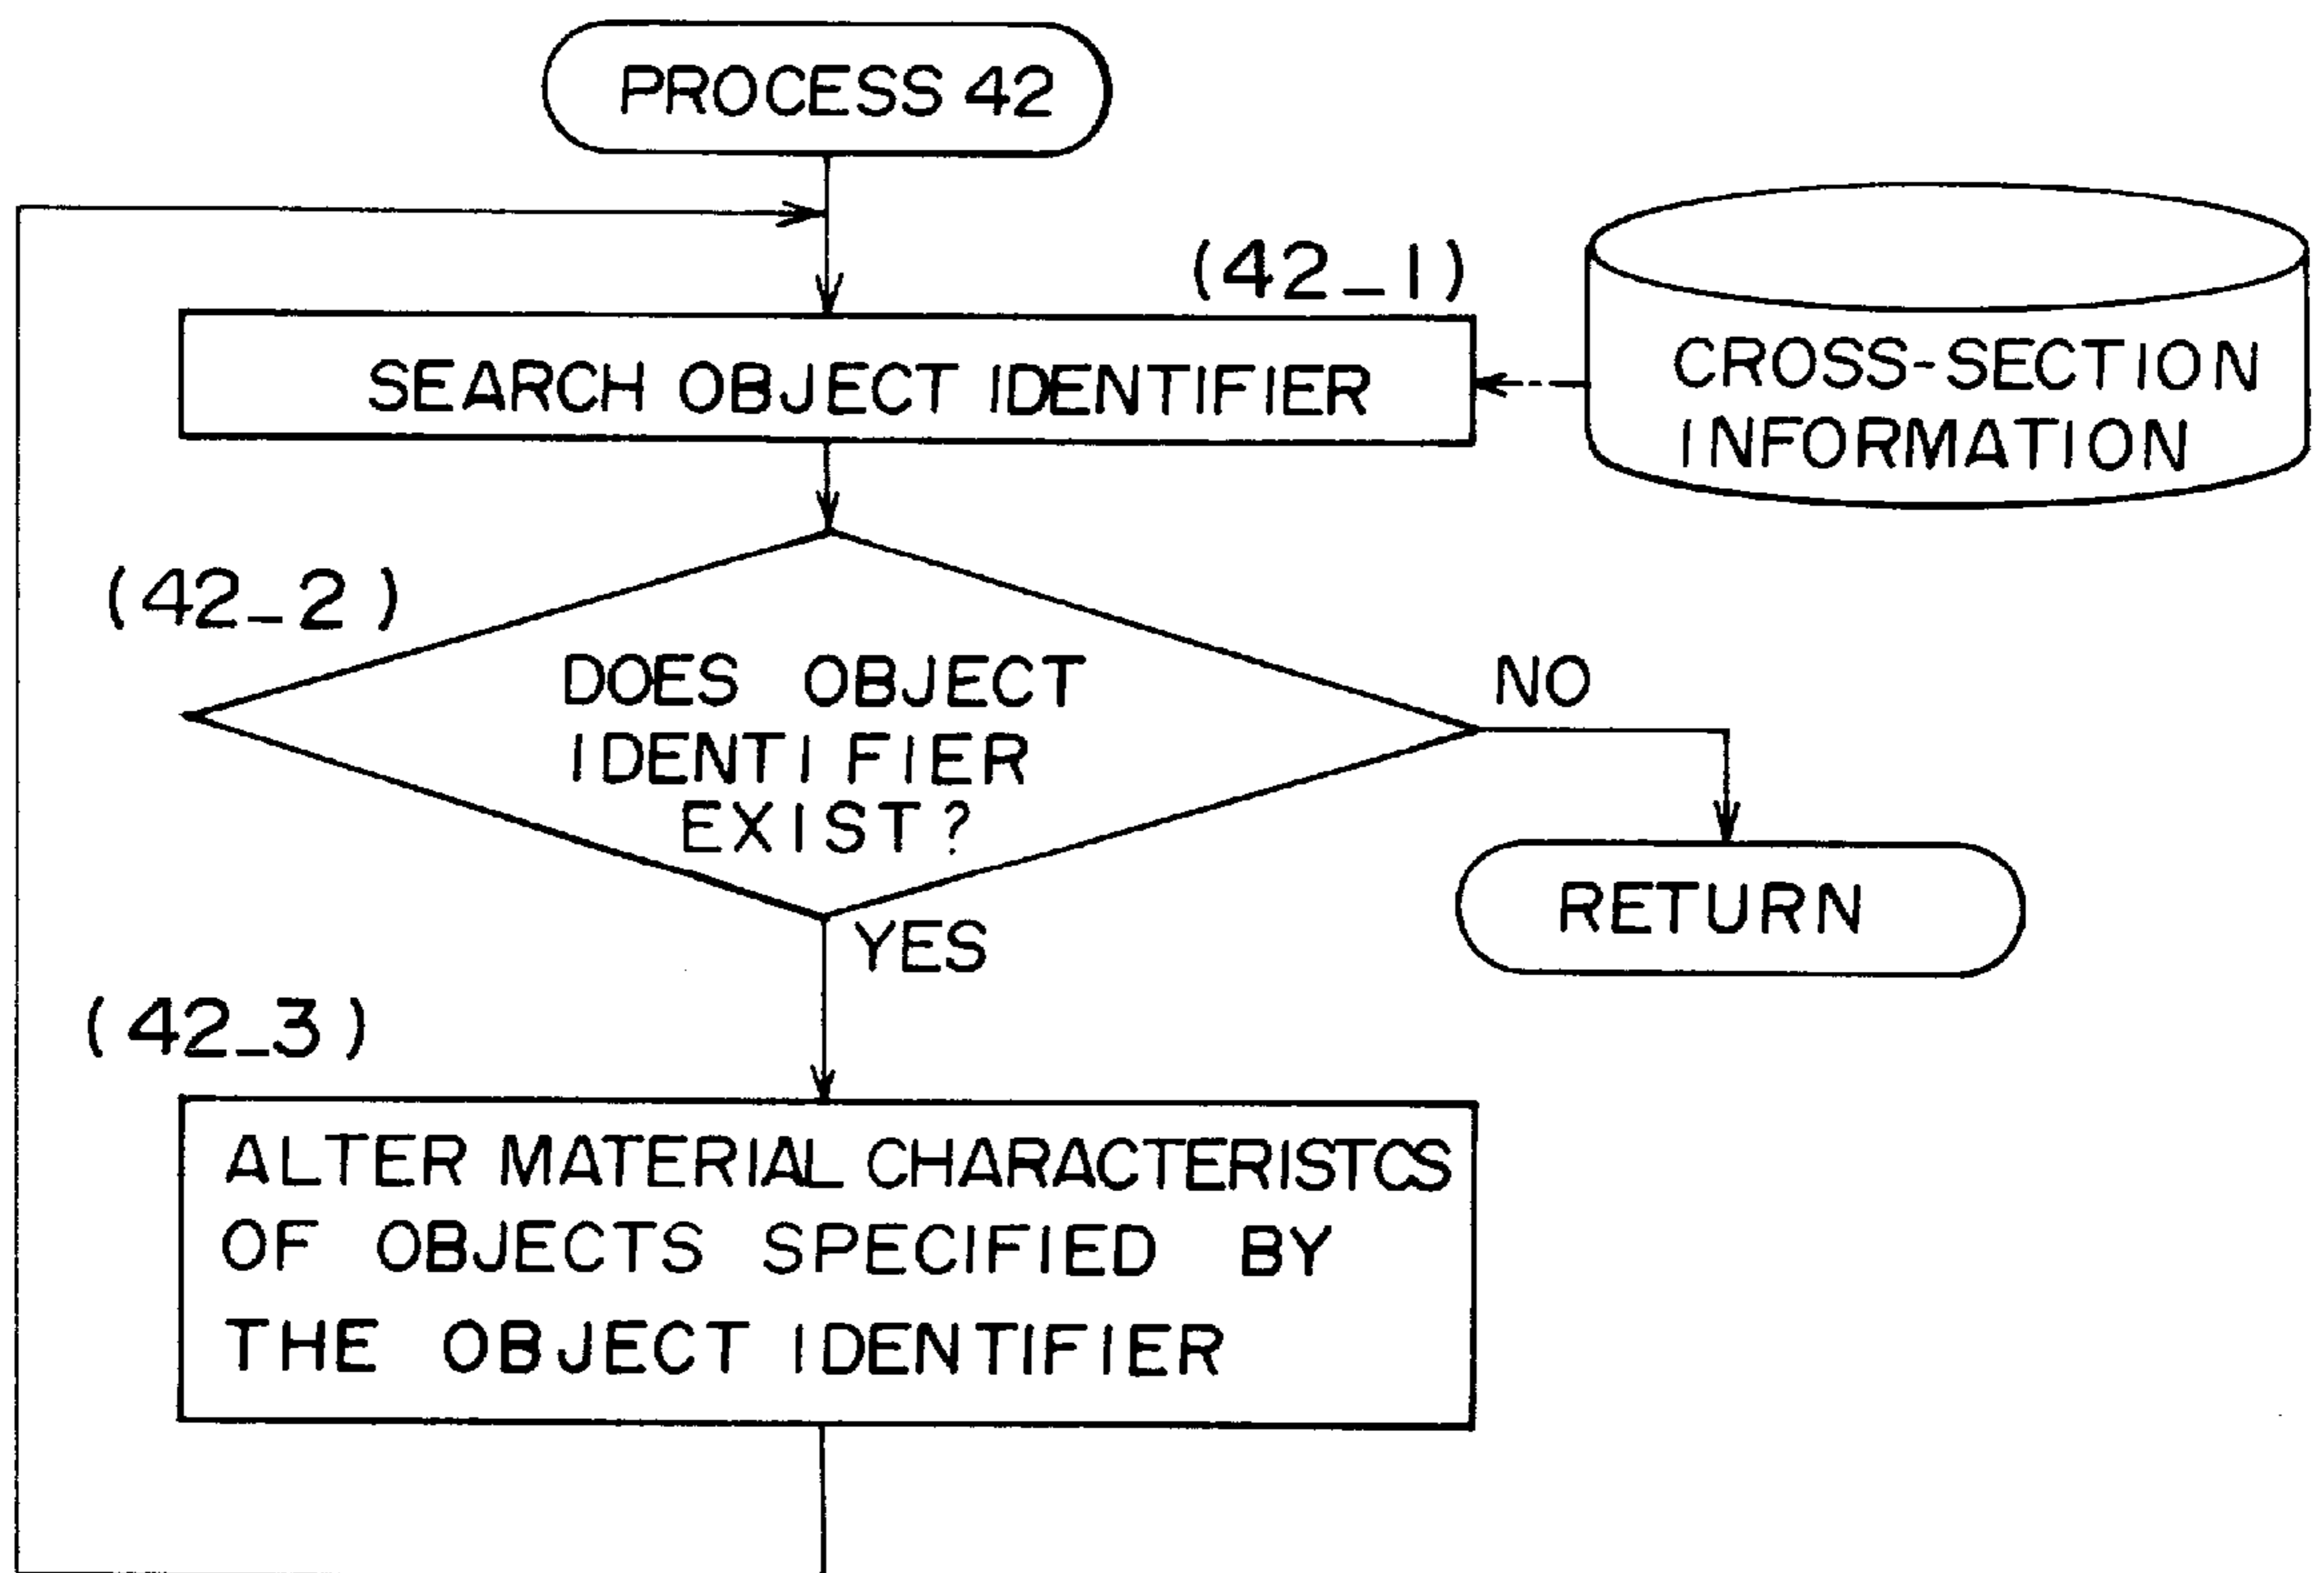 PROCESS 42
(42_1)
SEARCH OBJECT IDENTIFIER
CROSS-SECTION
INFORMATION
(42_2)
DOES OBJECT
IDENTIFIER
EXIST?
NO
RETURN
YES
(42_3)
ALTER MATERIAL CHARACTERISTCS
OF OBJECTS SPECIFIED BY
THE OBJECT IDENTIFIER